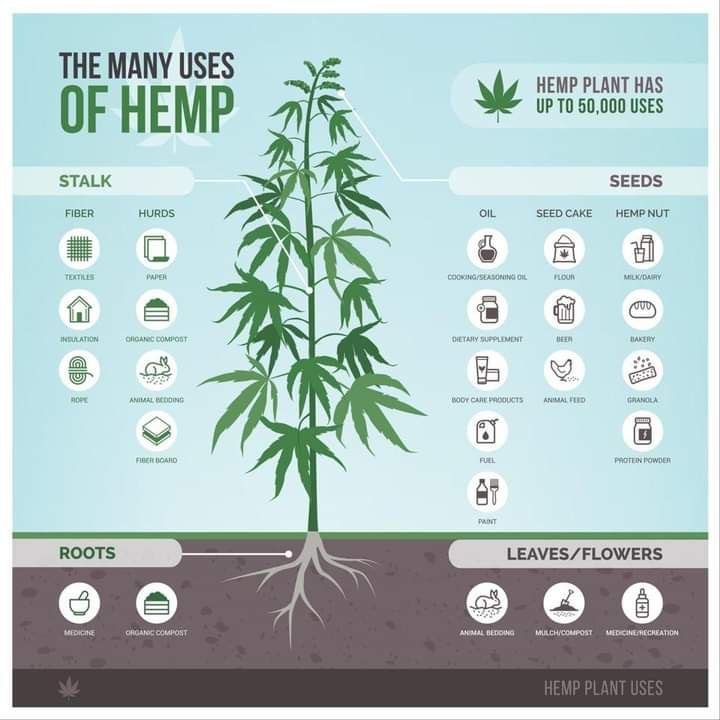 THE MANY USES
OF HEMP
HEMP PLANT HAS
UP TO 50,000 USES
STALK
FIBER
HURDS
TEXTILES
PAPER
INSULATION
ORGANIC COMPOST
ROPE
ANIMAL BEDDING
FIBER BOARD
SEEDS
OIL
SEED CAKE
HEMP NUT
COOKING/SEASONING OIL
FLOUR
MILK/DAIRY
DIETARY SUPPLEMENT
BEER
BAKERY
BODY CARE PRODUCTS
ANIMAL FEED
GRANOLA
FUEL
PROTEIN POWDER
PAINT
ROOTS
MEDICINE
ORGANIC COMPOST
LEAVES/FLOWERS
ANIMAL BEDDING
MULCH/COMPOST
MEDICINE/RECREATION
HEMP PLANT USES